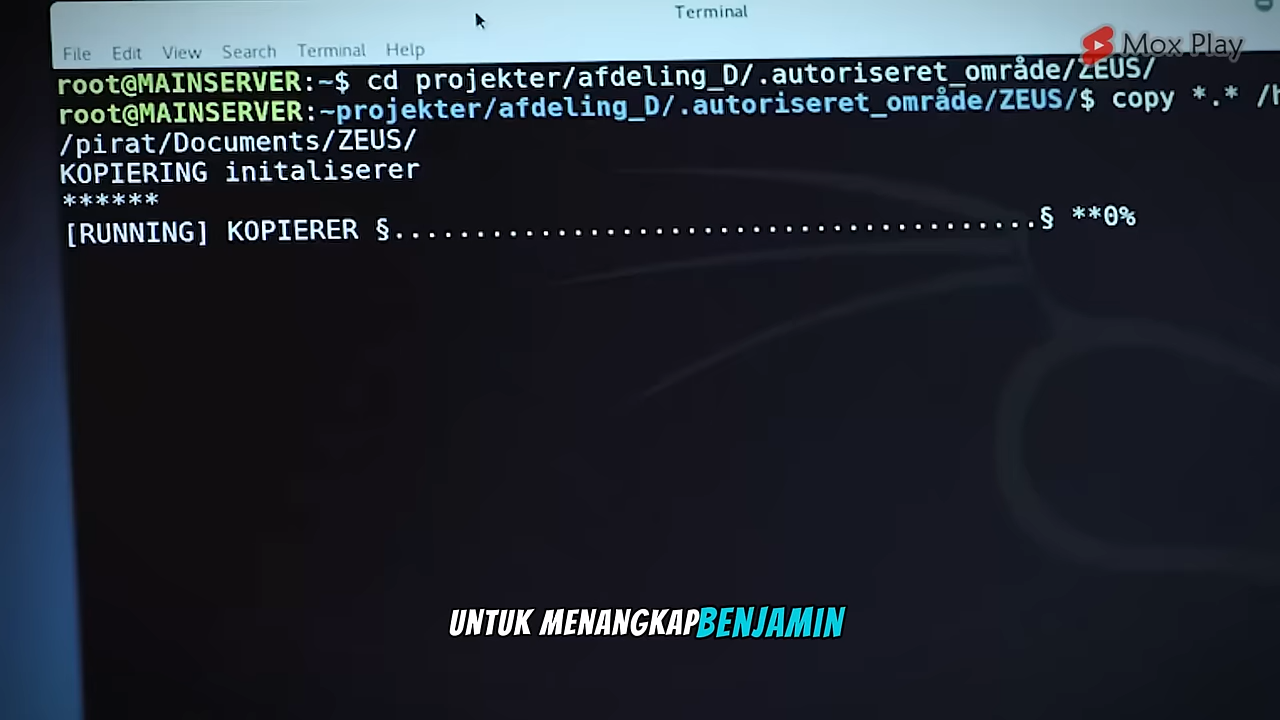 Terminal
Mox Play
File Edit View Search Terminal Help
root@MAINSERVER:~$ cd projekter/afdeling_D/.autoriseret_område/ZEUS/
root@MAINSERVER:~projekter/afdeling_D/.autoriseret_område/ZEUS/$ copy *.*
/pirat/Documents/ZEUS/
KOPIERING initaliserer
******
[RUNNING] KOPIERER §........................................§ **0%
UNTUK MENANGKAP BENJAMIN